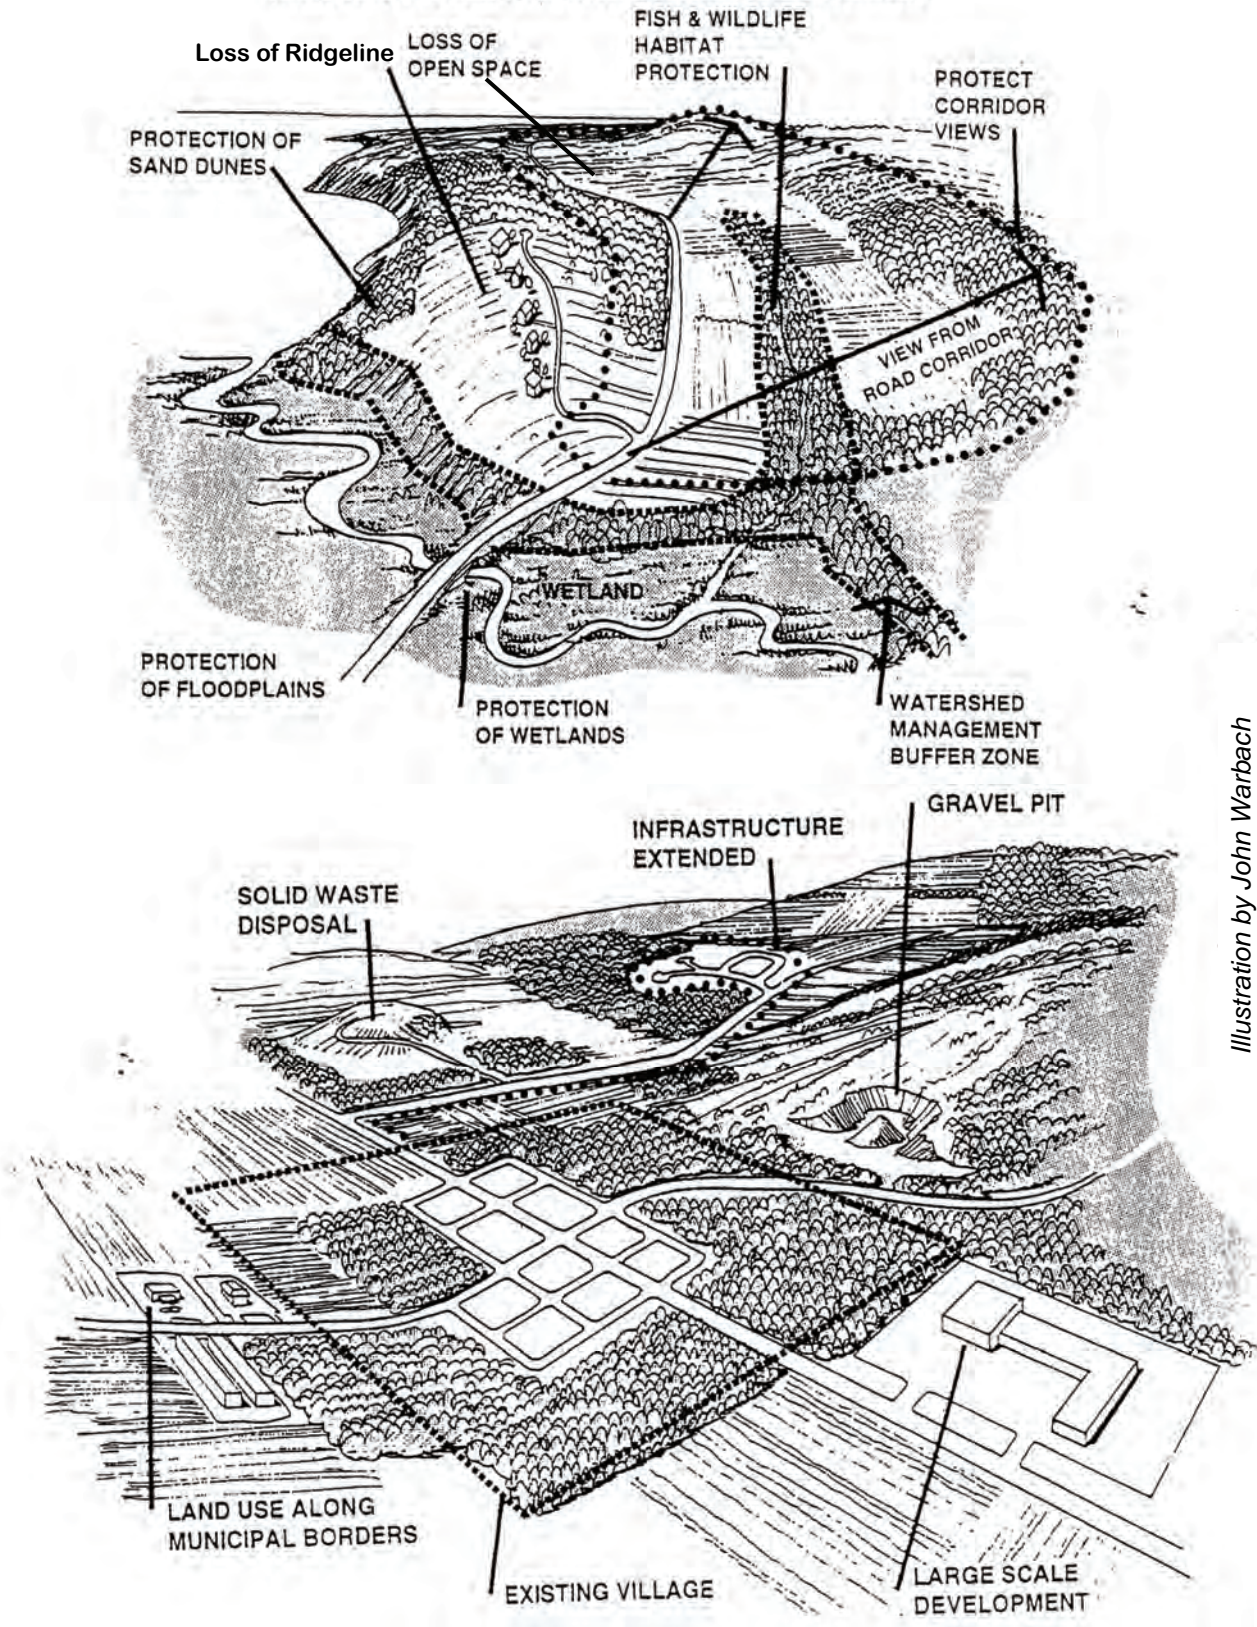 Loss of Ridgeline
LOSS OF
OPEN SPACE
FISH & WILDLIFE
HABITAT
PROTECTION
PROTECT
CORRIDOR
VIEWS
PROTECTION OF
SAND DUNES
VIEW FROM
ROAD CORRIDOR
WETLAND
PROTECTION
OF FLOODPLAINS
PROTECTION
OF WETLANDS
WATERSHED
MANAGEMENT
BUFFER ZONE
Illustration by John Warbach
GRAVEL PIT
INFRASTRUCTURE
EXTENDED
SOLID WASTE
DISPOSAL
LAND USE ALONG
MUNICIPAL BORDERS
EXISTING VILLAGE
LARGE SCALE
DEVELOPMENT